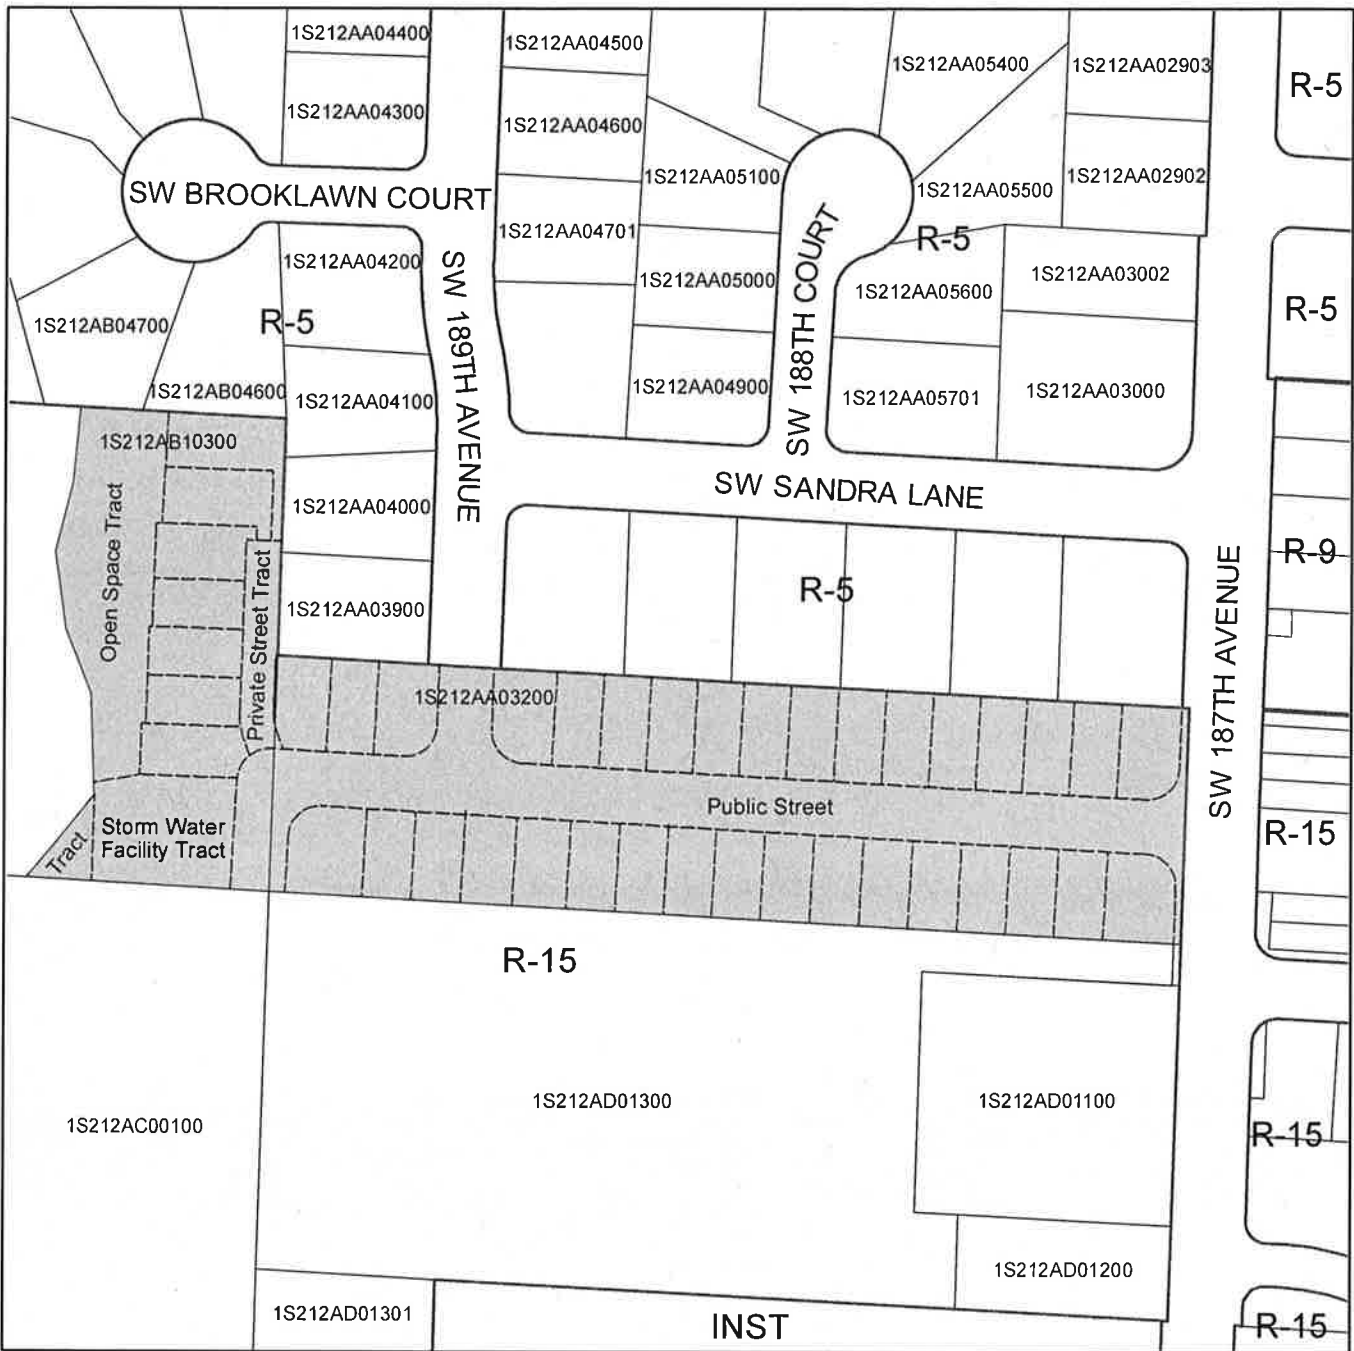 1S212AA04400
1S212AA04500
1S212AA05400
1S212AA02903
R-5
1S212AA04300
1S212AA04600
1S212AA05100
1S212AA05500
1S212AA02902
SW BROOKLAWN COURT
1S212AA04701
R-5
SW 188TH COURT
1S212AA04200
SW 189TH AVENUE
1S212AA05000
1S212AA05600
1S212AA03002
R-5
1S212AB04700
R-5
1S212AB04600
1S212AA04100
1S212AA04900
1S212AA05701
1S212AA03000
1S212AB10300
SW SANDRA LANE
1S212AA04000
Open Space Tract
Private Street Tract
R-9
R-5
1S212AA03900
SW 187TH AVENUE
1S212AA03200
Public Street
R-15
Tract
Storm Water
Facility Tract
R-15
1S212AC00100
1S212AD01300
1S212AD01100
R-15
1S212AD01200
1S212AD01301
INST
R-15